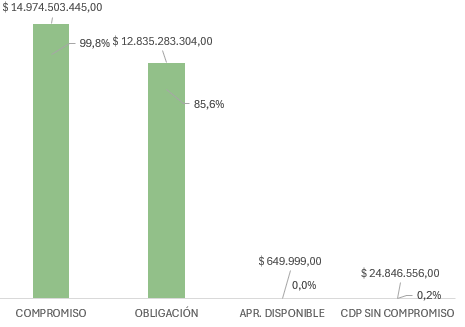 $ 14.974.503.445,00
99,8%
$ 12.835.283.304,00
85,6%
$ 649.999,00
0,0%
$ 24.846.556,00
0,2%
COMPROMISO
OBLIGACIÓN
APR. DISPONIBLE
CDP SIN COMPROMISO